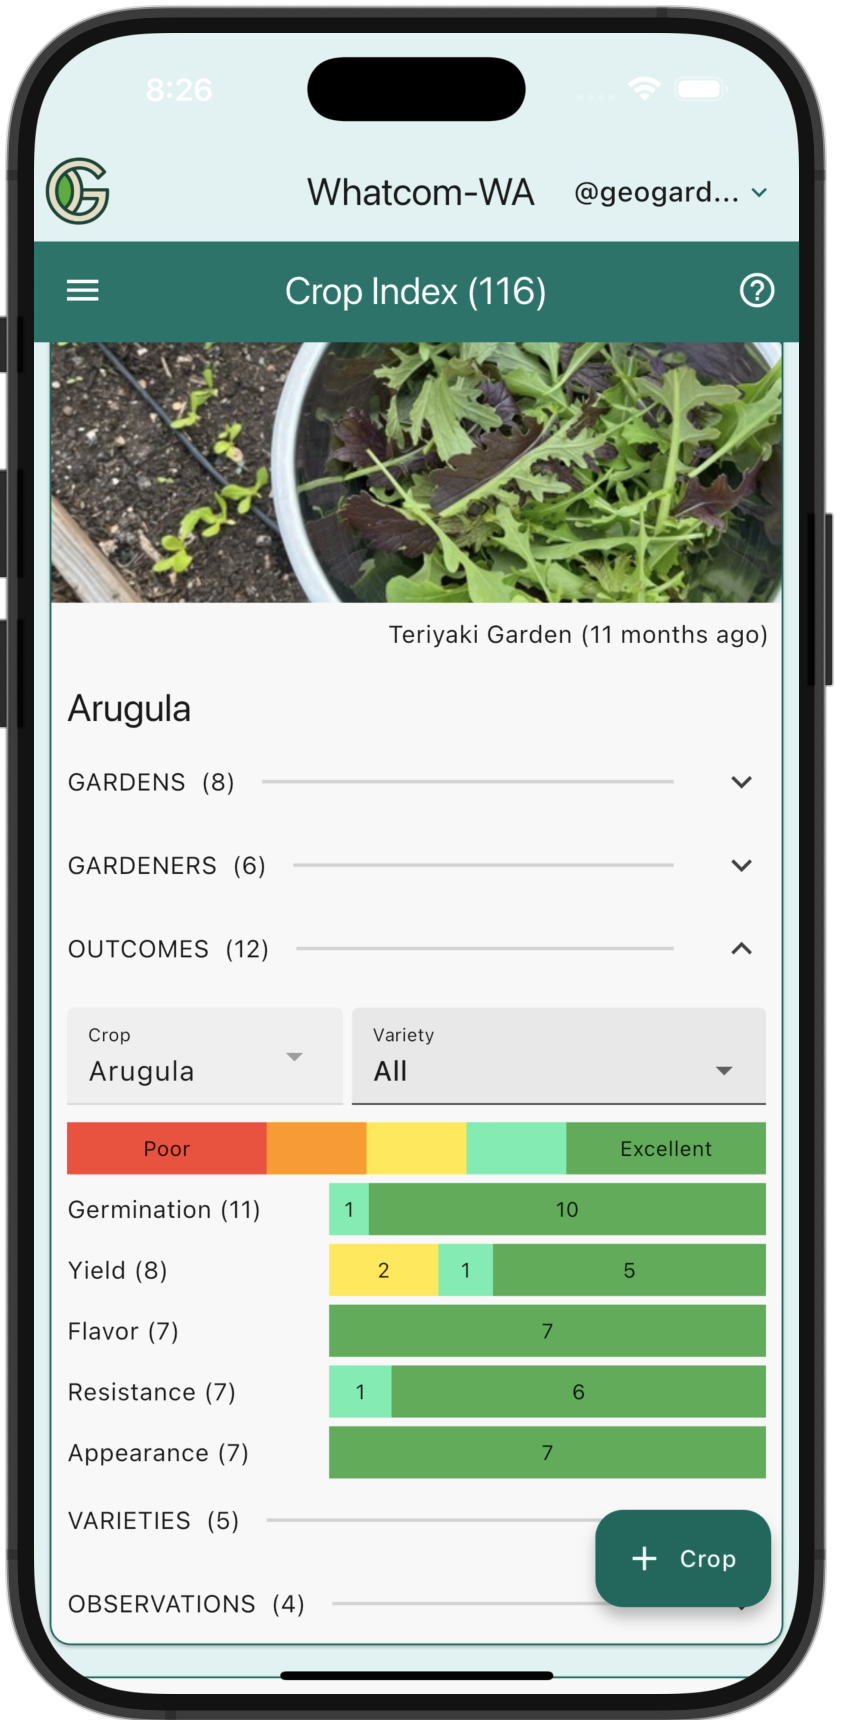 8:26
Whatcom-WA @geogard...
Crop Index (116)
Teriyaki Garden (11 months ago)
Arugula
GARDENS (8)
GARDENERS (6)
OUTCOMES (12)
Crop Variety
Arugula All
Poor Excellent
Germination (11) 1 10
Yield (8) 2 1 5
Flavor (7) 7
Resistance (7) 1 6
Appearance (7) 7
VARIETIES (5)
+ Crop
OBSERVATIONS (4)